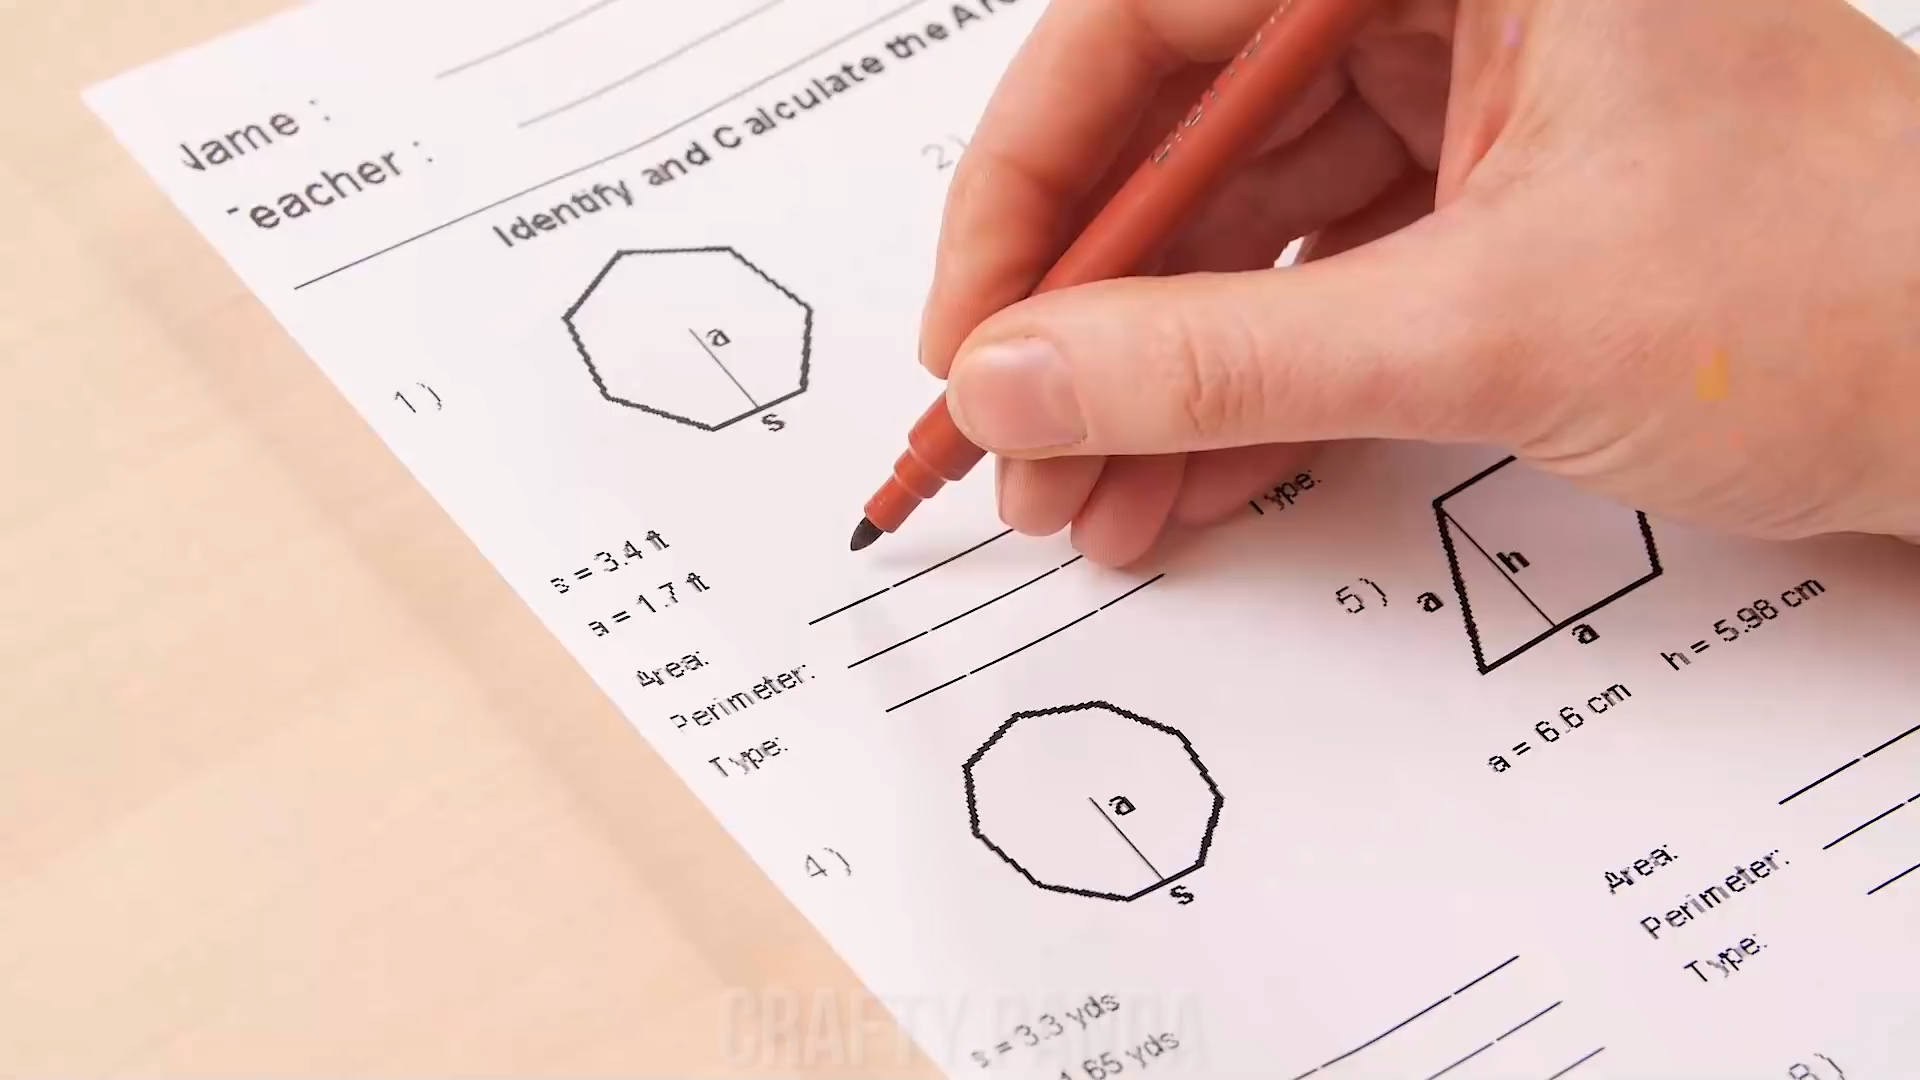 Name :
Teacher :
Identify and Calculate the
2)
1)
a
s
s = 3.4 ft
a = 1.7 ft
Area:
Perimeter:
Type:
Type:
5)
a
h
a
a = 6.6 cm h = 5.98 cm
Area:
Perimeter:
Type:
4)
a
s
s = 3.3 yds
1.65 yds
8)
CRAFTY PANDA